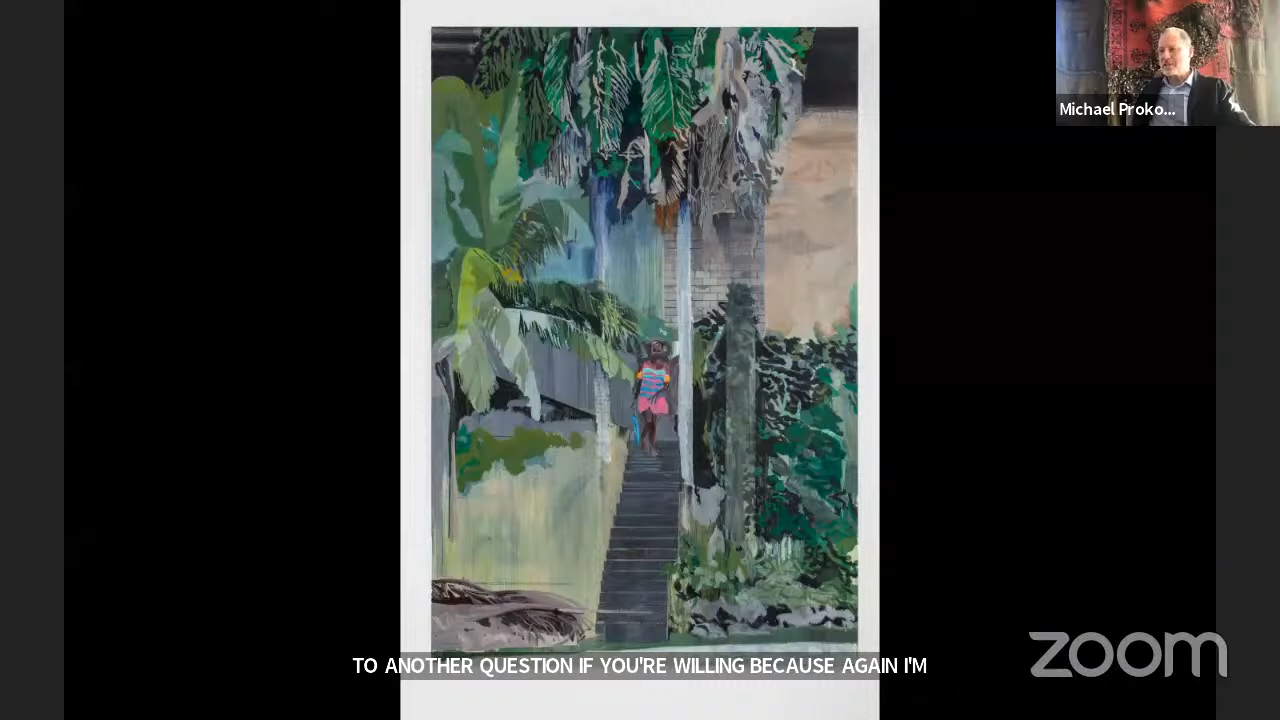 Michael Proko...
TO ANOTHER QUESTION IF YOU'RE WILLING BECAUSE AGAIN I'M
zoom